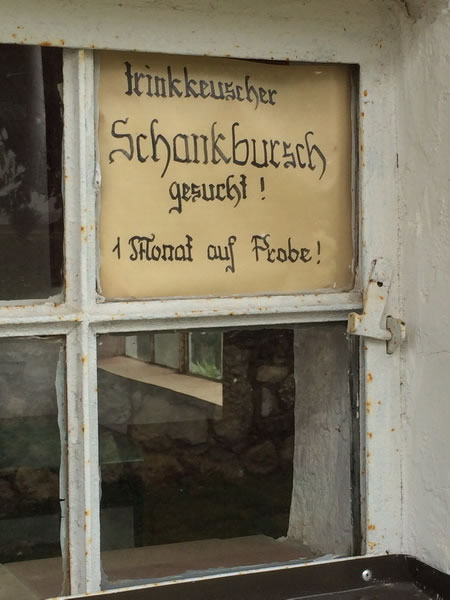 trinkkeuscher
Schankbursch
gesucht !
1 Monat auf Probe !